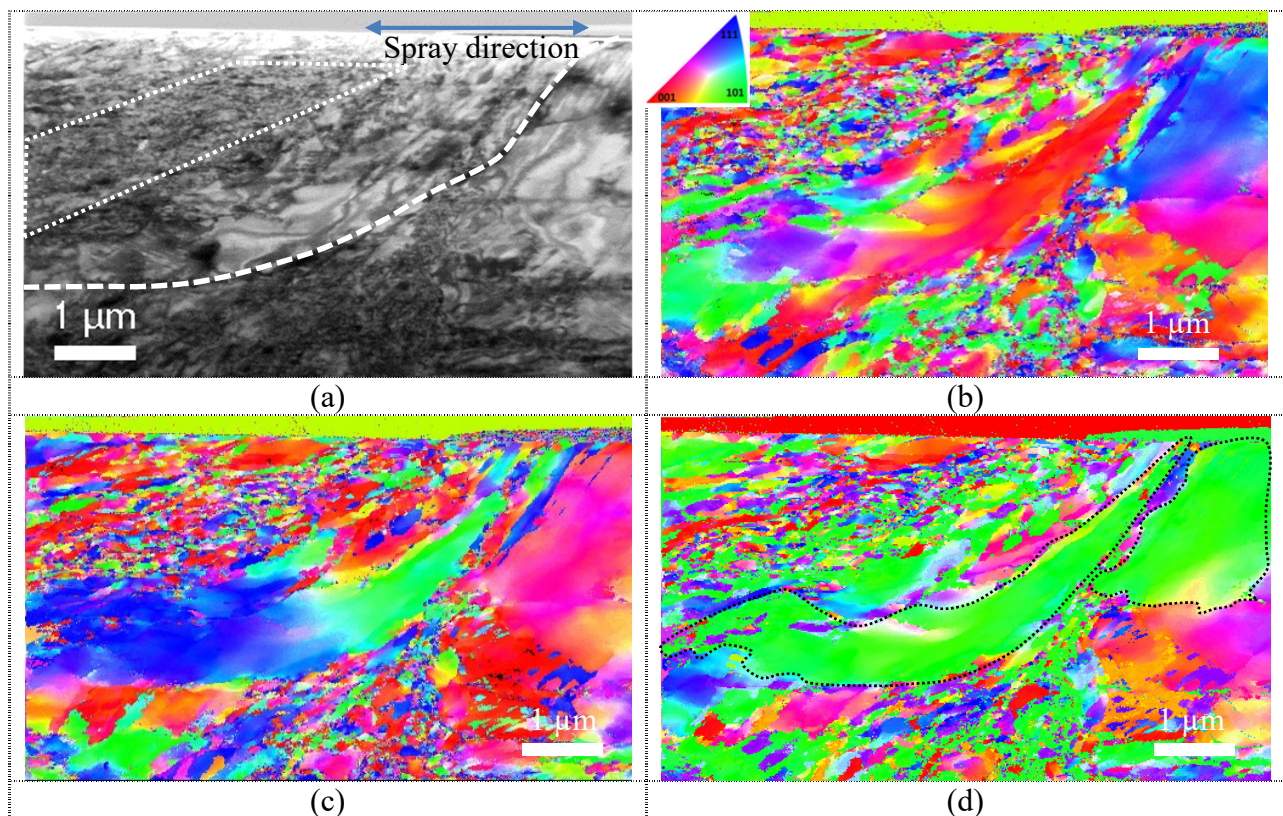 Spray direction
1 μm
(a)
111
001
101
1 μm
(b)
1 μm
(c)
1 μm
(d)